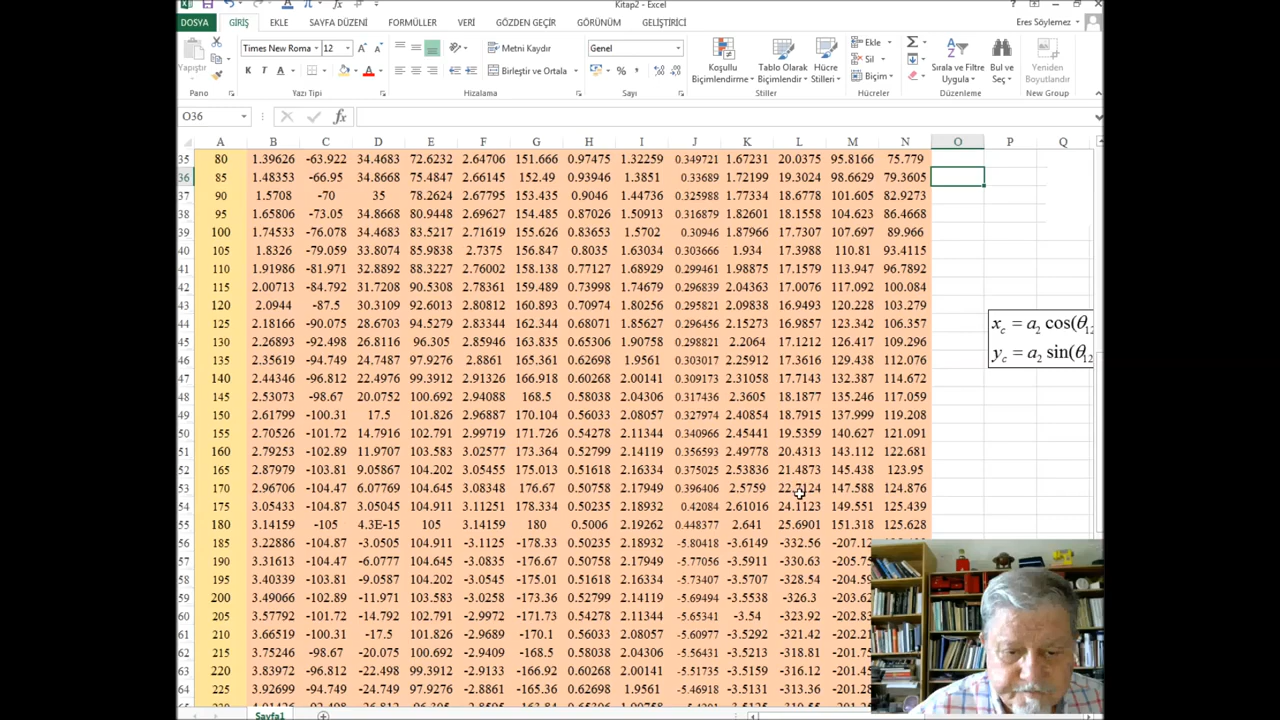 Kitap2 - Excel
DOSYA GİRİŞ EKLE SAYFA DÜZENİ FORMÜLLER VERİ GÖZDEN GEÇİR GÖRÜNÜM GELİŞTİRİCİ Eres Söylemez
Times New Roma 12 Metni Kaydır Genel Ekle
Yapıştır Birleştir ve Ortala Koşullu Biçimlendirme Tablo Olarak Biçimlendir Hücre Stilleri Sil Biçim Sırala ve Filtre Uygula Bul ve Seç Yeniden Boyutlandır
Pano Yazı Tipi Hizalama Sayı Stiller Hücreler Düzenleme New Group
O36
A B C D E F G H I J K L M N O P Q
35 80 1.39626 -63.922 34.4683 72.6232 2.64706 151.666 0.97475 1.32259 0.349721 1.67231 20.0375 95.8166 75.779
36 85 1.48353 -66.95 34.8668 75.4847 2.66145 152.49 0.93946 1.3851 0.33689 1.72199 19.3024 98.6629 79.3605
37 90 1.5708 -70 35 78.2624 2.67795 153.435 0.9046 1.44736 0.325988 1.77334 18.6778 101.605 82.9273
38 95 1.65806 -73.05 34.8668 80.9448 2.69627 154.485 0.87026 1.50913 0.316879 1.82601 18.1558 104.623 86.4668
39 100 1.74533 -76.078 34.4683 83.5217 2.71619 155.626 0.83653 1.5702 0.30946 1.87966 17.7307 107.697 89.966
40 105 1.8326 -79.059 33.8074 85.9838 2.7375 156.847 0.8035 1.63034 0.303666 1.934 17.3988 110.81 93.4115
41 110 1.91986 -81.971 32.8892 88.3227 2.76002 158.138 0.77127 1.68929 0.299461 1.98875 17.1579 113.947 96.7892
42 115 2.00713 -84.792 31.7208 90.5308 2.78361 159.489 0.73998 1.74679 0.296839 2.04363 17.0076 117.092 100.084
43 120 2.0944 -87.5 30.3109 92.6013 2.80812 160.893 0.70974 1.80256 0.295821 2.09838 16.9493 120.228 103.279
44 125 2.18166 -90.075 28.6703 94.5279 2.83344 162.344 0.68071 1.85627 0.296456 2.15273 16.9857 123.342 106.357
45 130 2.26893 -92.498 26.8116 96.305 2.85946 163.835 0.65306 1.90758 0.298821 2.2064 17.1212 126.417 109.296
46 135 2.35619 -94.749 24.7487 97.9276 2.8861 165.361 0.62698 1.9561 0.303017 2.25912 17.3616 129.438 112.076
47 140 2.44346 -96.812 22.4976 99.3912 2.91326 166.918 0.60268 2.00141 0.309173 2.31058 17.7143 132.387 114.672
48 145 2.53073 -98.67 20.0752 100.692 2.94088 168.5 0.58038 2.04306 0.317436 2.3605 18.1877 135.246 117.059
49 150 2.61799 -100.31 17.5 101.826 2.96887 170.104 0.56033 2.08057 0.327974 2.40854 18.7915 137.999 119.208
50 155 2.70526 -101.72 14.7916 102.791 2.99719 171.726 0.54278 2.11344 0.340966 2.45441 19.5359 140.627 121.091
51 160 2.79253 -102.89 11.9707 103.583 3.02577 173.364 0.52799 2.14119 0.356593 2.49778 20.4313 143.112 122.681
52 165 2.87979 -103.81 9.05867 104.202 3.05455 175.013 0.51618 2.16334 0.375025 2.53836 21.4873 145.438 123.95
53 170 2.96706 -104.47 6.07769 104.645 3.08348 176.67 0.50758 2.17949 0.396406 2.5759 147.588 124.876
54 175 3.05433 -104.87 3.05045 104.911 3.11251 178.334 0.50235 2.18932 0.42084 2.61016 24.1123 149.551 125.439
55 180 3.14159 -105 4.3E-15 105 3.14159 180 0.5006 2.19262 0.448377 2.641 25.6901 151.318 125.628
56 185 3.22886 -104.87 -3.0505 104.911 -3.1125 -178.33 0.50235 2.18932 -5.80418 -3.6149 -332.56 -207.12
57 190 3.31613 -104.47 -6.0777 104.645 -3.0835 -176.67 0.50758 2.17949 -5.77056 -3.5911 -330.63
58 195 3.40339 -103.81 -9.0587 104.202 -3.0545 -175.01 0.51618 2.16334 -5.73407 -3.5707 -328.54
59 200 3.49066 -102.89 -11.971 103.583 -3.0258 -173.36 0.52799 2.14119 -5.69494 -3.5538 -326.3
60 205 3.57792 -101.72 -14.792 102.791 -2.9972 -171.73 0.54278 2.11344 -5.65341 -3.54 -323.92
61 210 3.66519 -100.31 -17.5 101.826 -2.9689 -170.1 0.56033 2.08057 -5.60977 -3.5292 -321.42
62 215 3.75246 -98.67 -20.075 100.692 -2.9409 -168.5 0.58038 2.04306 -5.56431 -3.5213 -318.81
63 220 3.83972 -96.812 -22.498 99.3912 -2.9133 -166.92 0.60268 2.00141 -5.51735 -3.5159 -316.12
64 225 3.92699 -94.749 -24.749 97.9276 -2.8861 -165.36 0.62698 1.9561 -5.46918 -3.5131 -313.36
x_c = a_2 cos(θ_12
y_c = a_2 sin(θ_12
Sayfa1